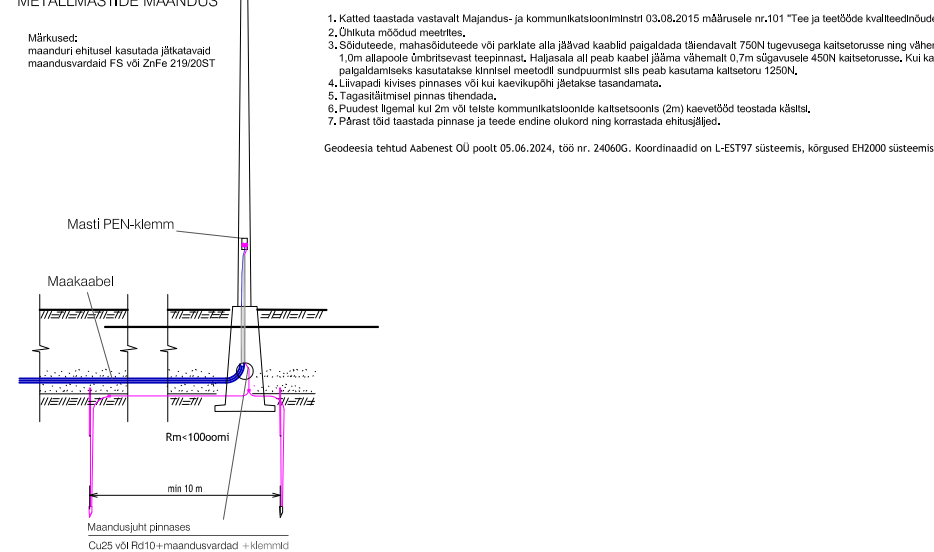 METALLMASTIDE MAANDUS
Märkused:
maanduri ehitusel kasutada jätkatavaid
maandusvardaid FS või ZnFe 219/20ST
1. Katted taastada vastavalt Majandus- ja kommunikatsiooniministri 03.08.2015 määrusele nr.101 "Tee ja teetööde kvaliteedinõude
2. Ühikuta mõõdud meetrites.
3. Sõiduteede, mahasõiduteede või parklate alla jäävad kaablid paigaldada täiendavalt 750N tugevusega kaitsetorusse ning vähe
1,0m allapoole ümbritsevast teepinnast. Haljasala all peab kaabel jääma vähemalt 0,7m sügavusele 450N kaitsetorusse. Kui ka
paigaldamiseks kasutatakse kinnisel meetodil suundpuurmist siis peab kasutama kaitsetoru 1250N.
4. Liivapadi kivises pinnases või kui kaevikupõhi jäetakse tasandamata.
5. Tagasitäitmisel pinnas tihendada.
6. Puudest ligemal kui 2m või teiste kommunikatsioonide kaitsetsoonis (2m) kaevetööd teostada käsitsi.
7. Pärast töid taastada pinnase ja teede endine olukord ning korrastada ehitusjäljed.
Geodeesia tehtud Aabenest OÜ poolt 05.06.2024, töö nr. 24060G. Koordinaadid on L-EST97 süsteemis, kõrgused EH2000 süsteemis
Masti PEN-klemm
Maakaabel
Rm<100oomi
min 10 m
Maandusjuht pinnases
Cu25 või Rd10+maandusvardad +klemmid